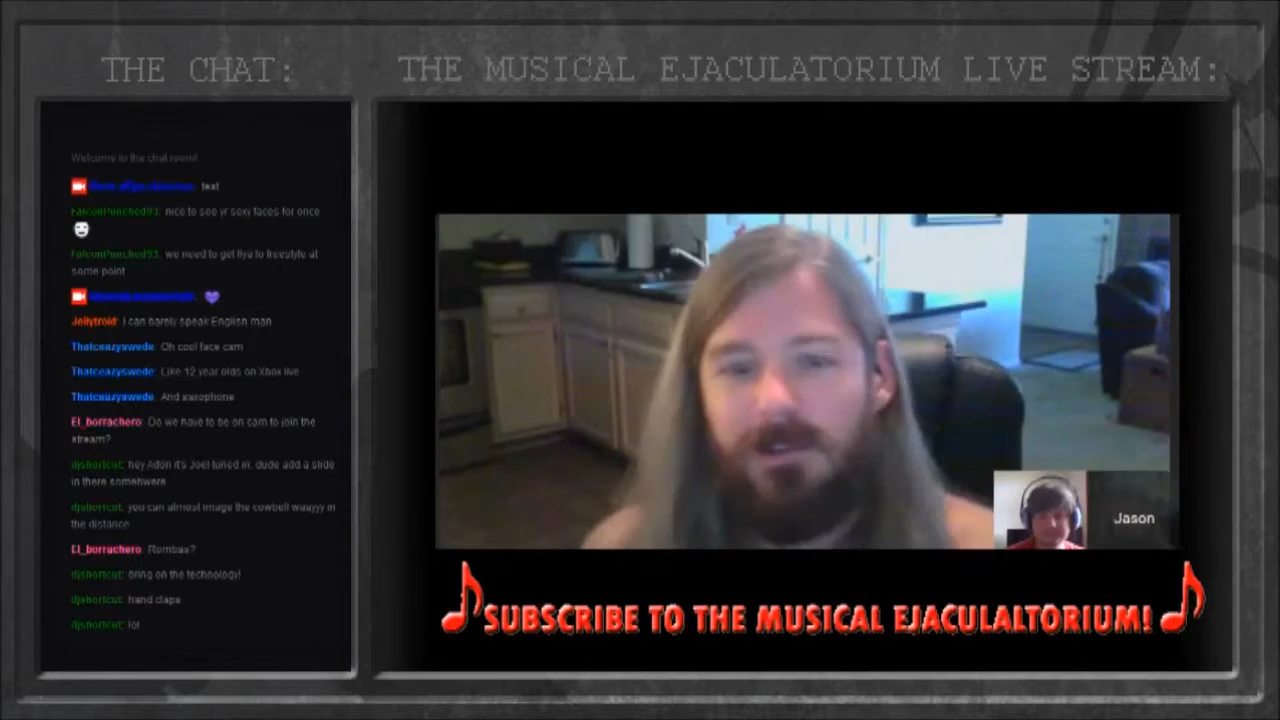 THE CHAT:
THE MUSICAL EJACULATORIUM LIVE STREAM:
Welcome to the chat room!
text
FalconPunched93: nice to see yr sexy faces for once
FalconPunched93: we need to get Ilya to freestyle at
some point
Jellytroid: I can barely speak English man
Thatceazyswede: Oh cool face cam
Thatceazyswede: Like 12 year olds on Xbox live
Thatceazyswede: And saxophone
El_borrachero: Do we have to be on cam to join the
stream?
djshortcut: hey Adon it's Joel tuned in. dude add a slide
in there somehwere
djshortcut: you can almost image the cowbell waayyy in
the distance
El_borrachero: Rombax?
djshortcut: bring on the technology!
djshortcut: hand claps
djshortcut: lol
Jason
SUBSCRIBE TO THE MUSICAL EJACULALTORIUM!